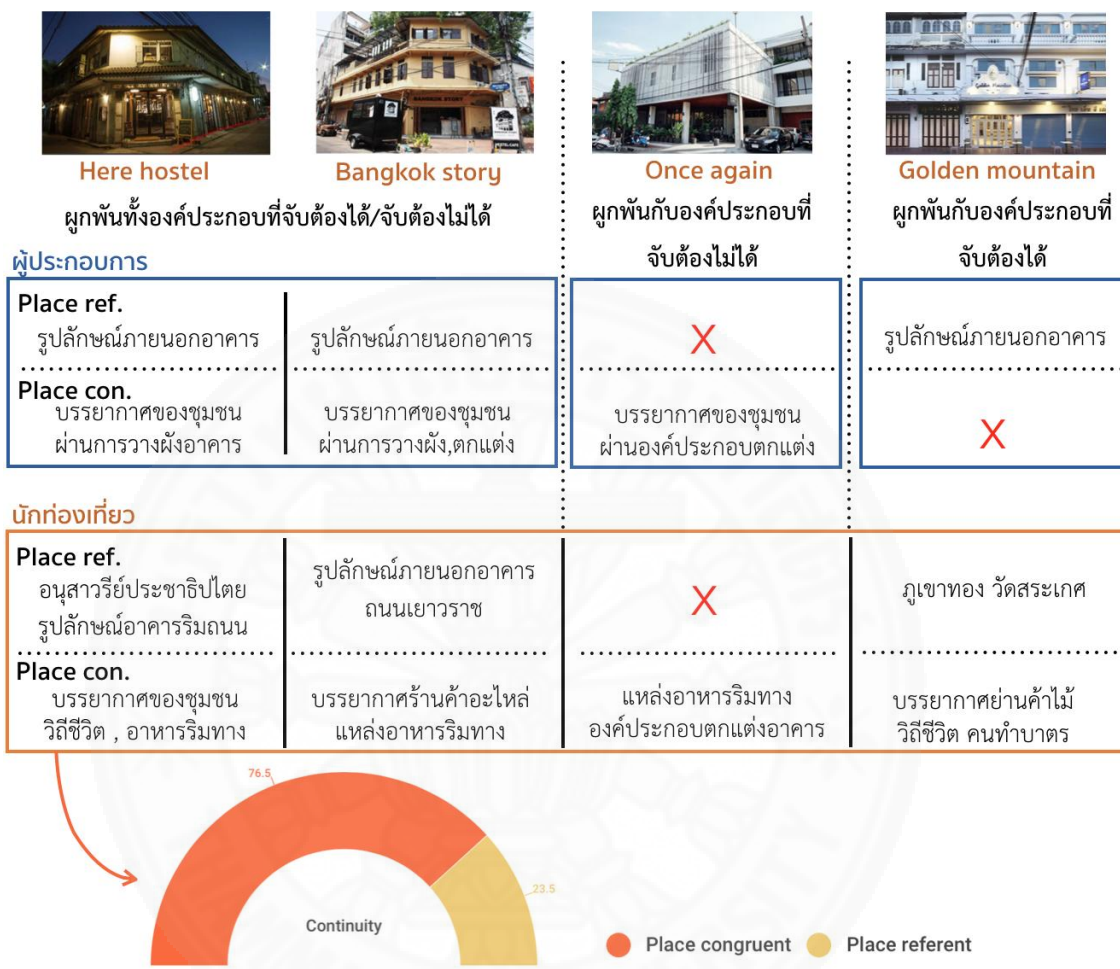 Here hostel
Bangkok story
Once again
Golden mountain
ผูกพันทั้งองค์ประกอบที่จับต้องได้/จับต้องไม่ได้
ผูกพันกับองค์ประกอบที่
จับต้องไม่ได้
ผูกพันกับองค์ประกอบที่
จับต้องได้
ผู้ประกอบการ
Place ref.
รูปลักษณ์ภายนอกอาคาร
รูปลักษณ์ภายนอกอาคาร
X
รูปลักษณ์ภายนอกอาคาร
Place con.
บรรยากาศของชุมชน
ผ่านการวางผังอาคาร
บรรยากาศของชุมชน
ผ่านการวางผัง,ตกแต่ง
บรรยากาศของชุมชน
ผ่านองค์ประกอบตกแต่ง
X
นักท่องเที่ยว
Place ref.
อนุสาวรีย์ประชาธิปไตย
รูปลักษณ์อาคารริมถนน
รูปลักษณ์ภายนอกอาคาร
ถนนเยาวราช
X
ภูเขาทอง วัดสระเกศ
Place con.
บรรยากาศของชุมชน
วิถีชีวิต , อาหารริมทาง
บรรยากาศร้านค้าอะไหล่
แหล่งอาหารริมทาง
แหล่งอาหารริมทาง
องค์ประกอบตกแต่งอาคาร
บรรยากาศย่านค้าไม้
วิถีชีวิต คนทำบาตร
76.5
23.5
Continuity
Place congruent
Place referent